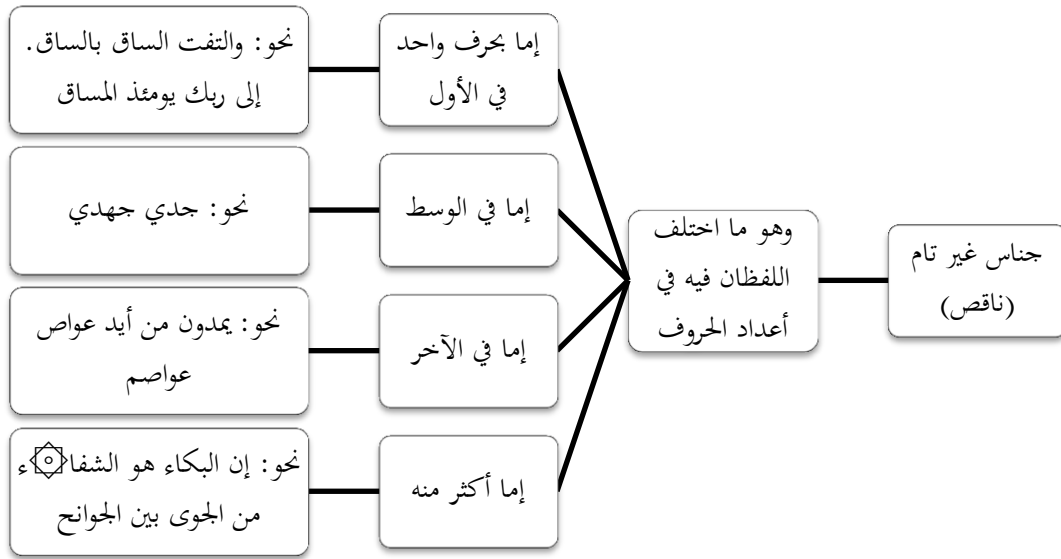 جناس غير تام
(ناقص)
وهو ما اختلف
اللفظان فيه في
أعداد الحروف
إما بحرف واحد
في الأول
نحو: والتفت الساق بالساق.
إلى ربك يومئذ المساق
إما في الوسط
نحو: جدي جهدي
إما في الآخر
نحو: يمدون من أيد عواص
عواصم
إما أكثر منه
نحو: إن البكاء هو الشفا۞ء
من الجوى بين الجوانح